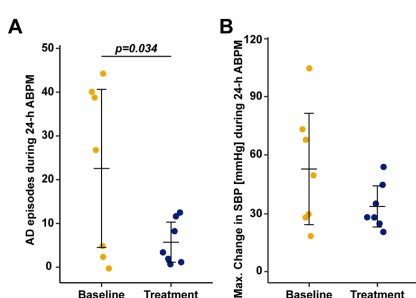 A
AD episodes during 24-h ABPM
50
40
30
20
10
0
p=0.034
Baseline Treatment
B
Max. Change in SBP [mmHg] during 24-h ABPM
120
90
60
30
0
Baseline Treatment